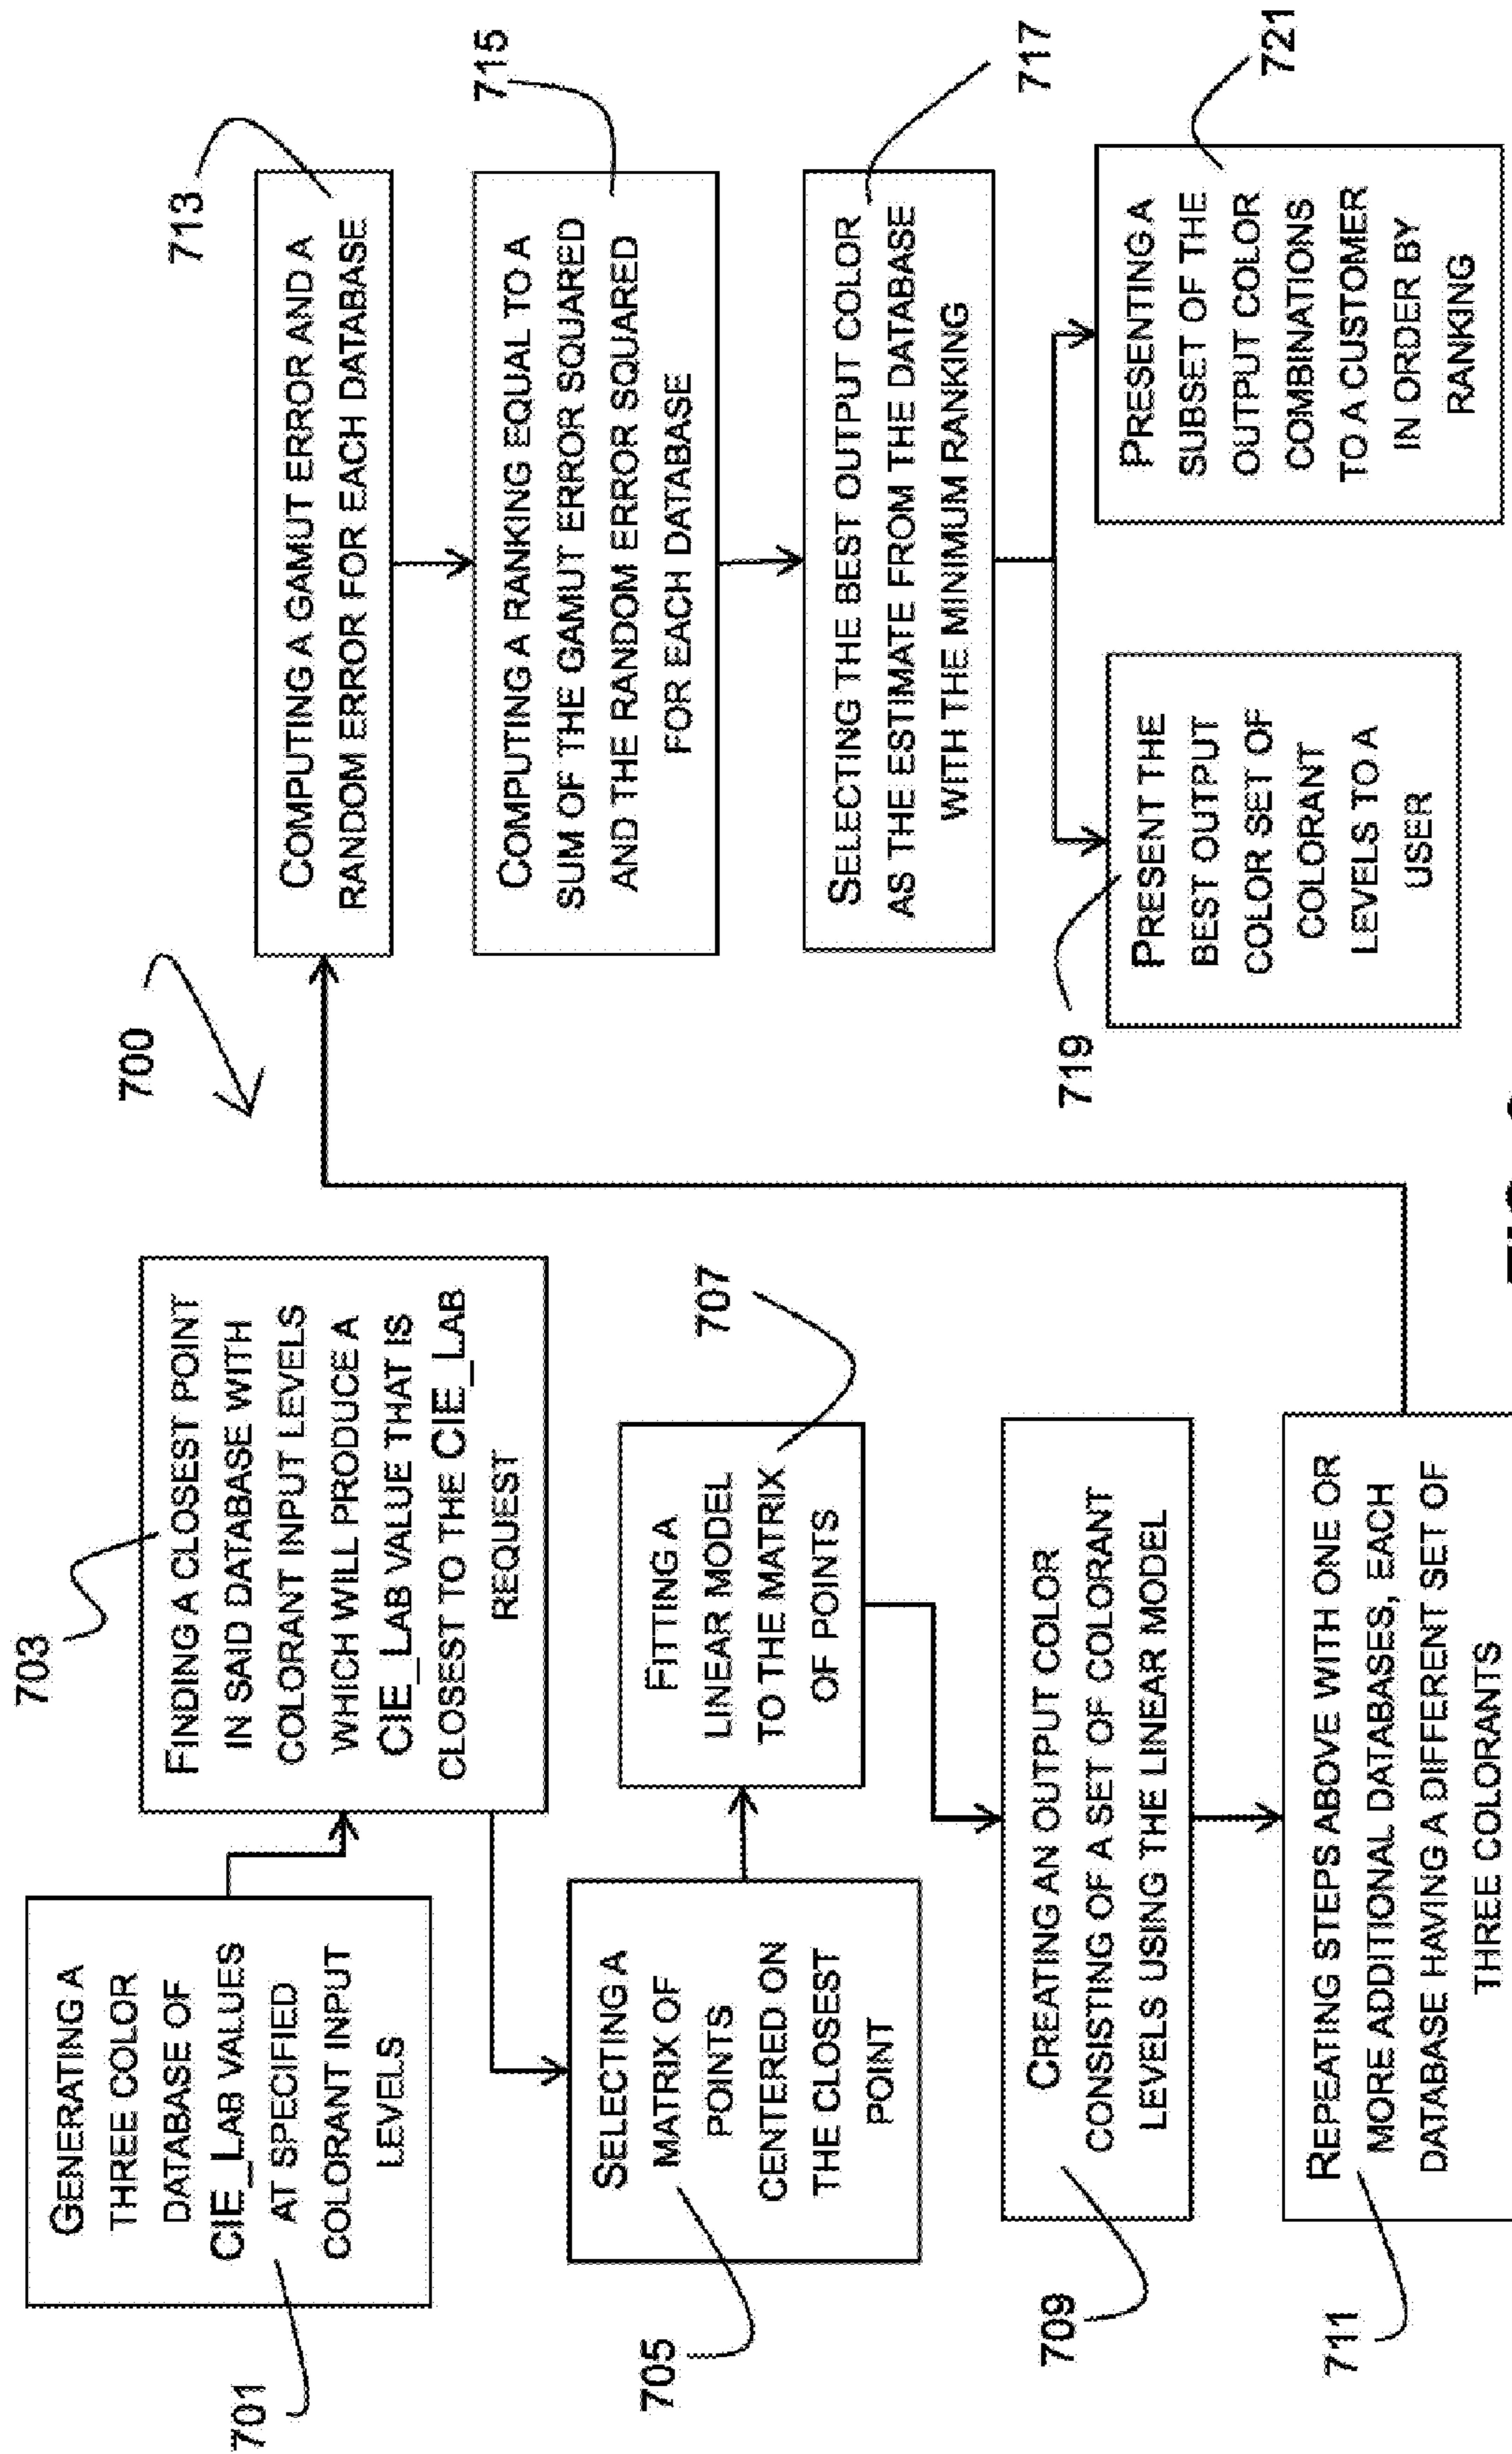 700
701
GENERATING A
THREE COLOR
DATABASE OF
CIE_LAB VALUES
AT SPECIFIED
COLORANT INPUT
LEVELS
703
FINDING A CLOSEST POINT
IN SAID DATABASE WITH
COLORANT INPUT LEVELS
WHICH WILL PRODUCE A
CIE_LAB VALUE THAT IS
CLOSEST TO THE CIE_LAB
REQUEST
705
SELECTING A
MATRIX OF
POINTS
CENTERED ON
THE CLOSEST
POINT
707
FITTING A
LINEAR MODEL
TO THE MATRIX
OF POINTS
709
CREATING AN OUTPUT COLOR
CONSISTING OF A SET OF COLORANT
LEVELS USING THE LINEAR MODEL
711
REPEATING STEPS ABOVE WITH ONE OR
MORE ADDITIONAL DATABASES, EACH
DATABASE HAVING A DIFFERENT SET OF
THREE COLORANTS
713
COMPUTING A GAMUT ERROR AND A
RANDOM ERROR FOR EACH DATABASE
715
COMPUTING A RANKING EQUAL TO A
SUM OF THE GAMUT ERROR SQUARED
AND THE RANDOM ERROR SQUARED
FOR EACH DATABASE
717
SELECTING THE BEST OUTPUT COLOR
AS THE ESTIMATE FROM THE DATABASE
WITH THE MINIMUM RANKING
719
PRESENT THE
BEST OUTPUT
COLOR SET OF
COLORANT
LEVELS TO A
USER
721
PRESENTING A
SUBSET OF THE
OUTPUT COLOR
COMBINATIONS
TO A CUSTOMER
IN ORDER BY
RANKING